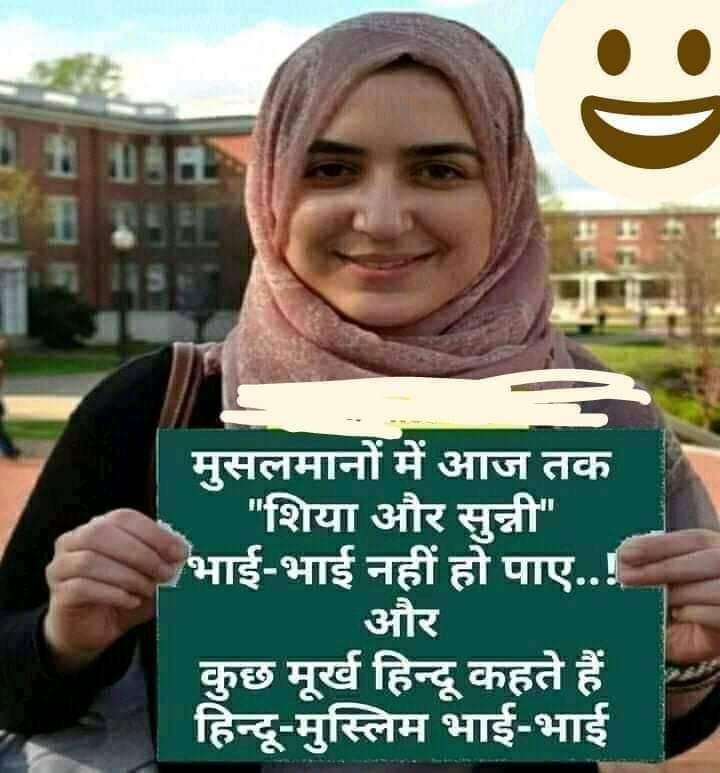 मुसलमानों में आज तक
"शिया और सुन्नी"
भाई-भाई नहीं हो पाए..!
और
कुछ मूर्ख हिन्दू कहते हैं
हिन्दू-मुस्लिम भाई-भाई